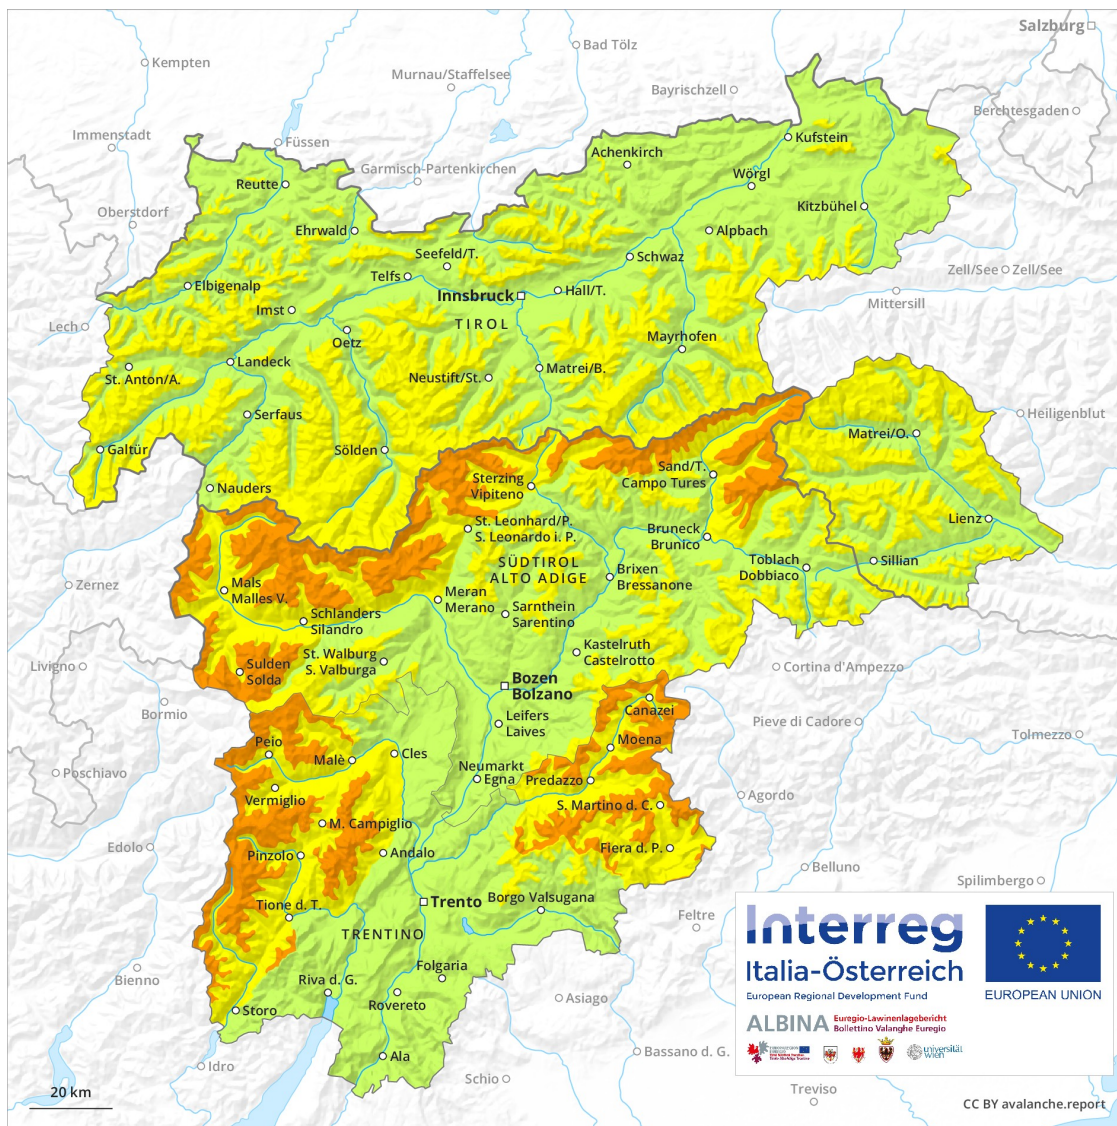 Salzburg
Bad Tölz
Kempten
Murnau/Staffelsee
Bayrischzell
Berchtesgaden
Immenstadt
Füssen
Kufstein
Achenkirch
Garmisch-Partenkirchen
Wörgl
Reutte
Oberstdorf
Kitzbühel
Ehrwald
Alpbach
Seefeld/T.
Schwaz
Telfs
Zell/See
Zell/See
Elbigenalp
Hall/T.
Innsbruck
Mittersill
Imst
TIROL
Lech
Oetz
Mayrhofen
Landeck
Matrei/B.
St. Anton/A.
Neustift/St.
Serfaus
Heiligenblut
Matrei/O.
Galtür
Sölden
Sand/T.
Campo Tures
Sterzing
Vipiteno
Nauders
St. Leonhard/P.
S. Leonardo i. P.
Lienz
Bruneck
Brunico
SÜDTIROL
ALTO ADIGE
Toblach
Dobbiaco
Sillian
Brixen
Bressanone
Zernez
Mals
Malles V.
Meran
Merano
Sarnthein
Sarentino
Schlanders
Silandro
Kastelruth
Castelrotto
St. Walburg
S. Valburga
Livigno
Sulden
Solda
Cortina d'Ampezzo
Bozen
Bolzano
Bormio
Canazei
Leifers
Laives
Pieve di Cadore
Tolmezzo
Peio
Moena
Malè
Cles
Neumarkt
Egna
Predazzo
Poschiavo
Vermiglio
Agordo
S. Martino d. C.
M. Campiglio
Edolo
Pinzolo
Andalo
Fiera d. P.
Belluno
Spilimbergo
Trento
Borgo Valsugana
Tione d. T.
Feltre
TRENTINO
Interreg
Italia-Österreich
European Regional Development Fund
EUROPEAN UNION
Folgaria
Bienno
Riva d. G.
Rovereto
Asiago
Storo
ALBINA
Euregio-Lawinenlagebericht
Bollettino Valanghe Euregio
universität
wien
Ala
Bassano d. G.
Idro
Schio
Treviso
20 km
CC BY avalanche.report